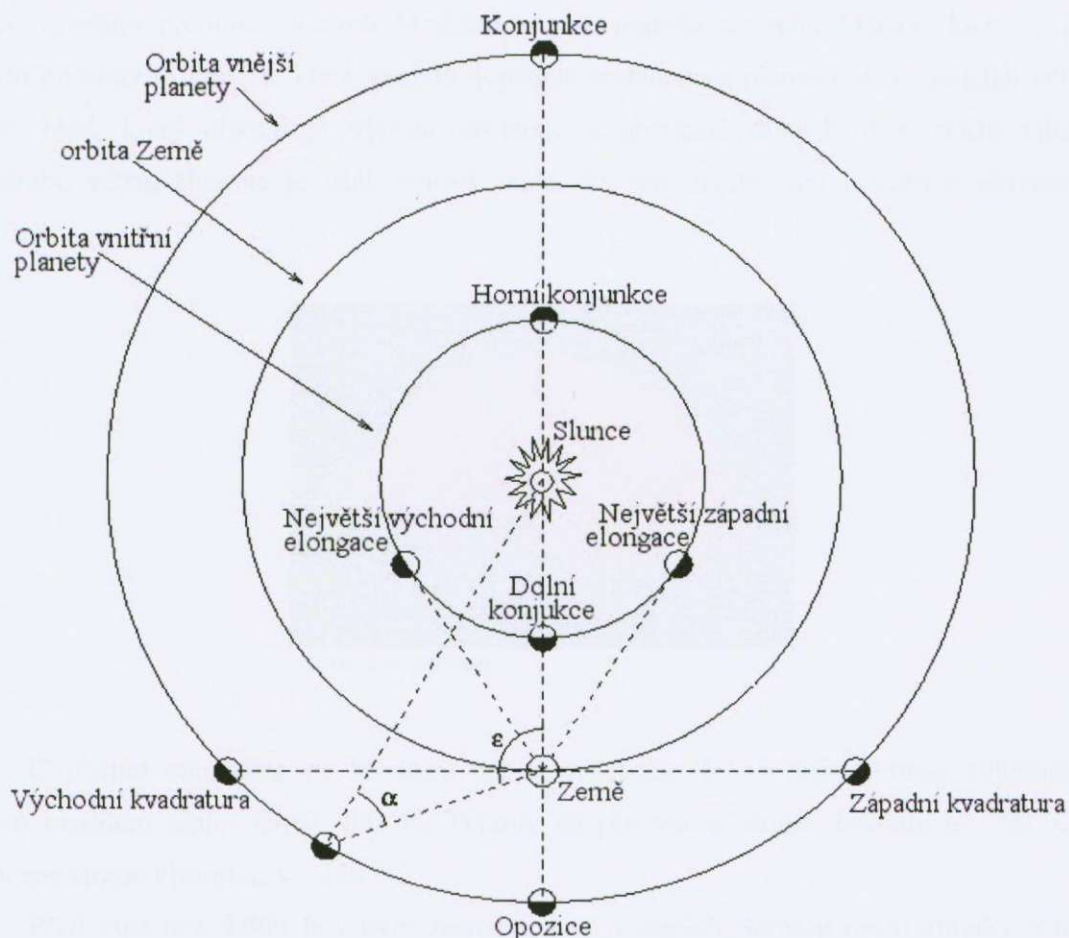 Konjunkce
Orbita vnější
planety
orbita Země
Orbita vnitřní
planety
Horní konjunkce
Slunce
Největší východní
elongace
Největší západní
elongace
Dolní
konjukce
ε
α
Země
Východní kvadratura
Západní kvadratura
Opozice